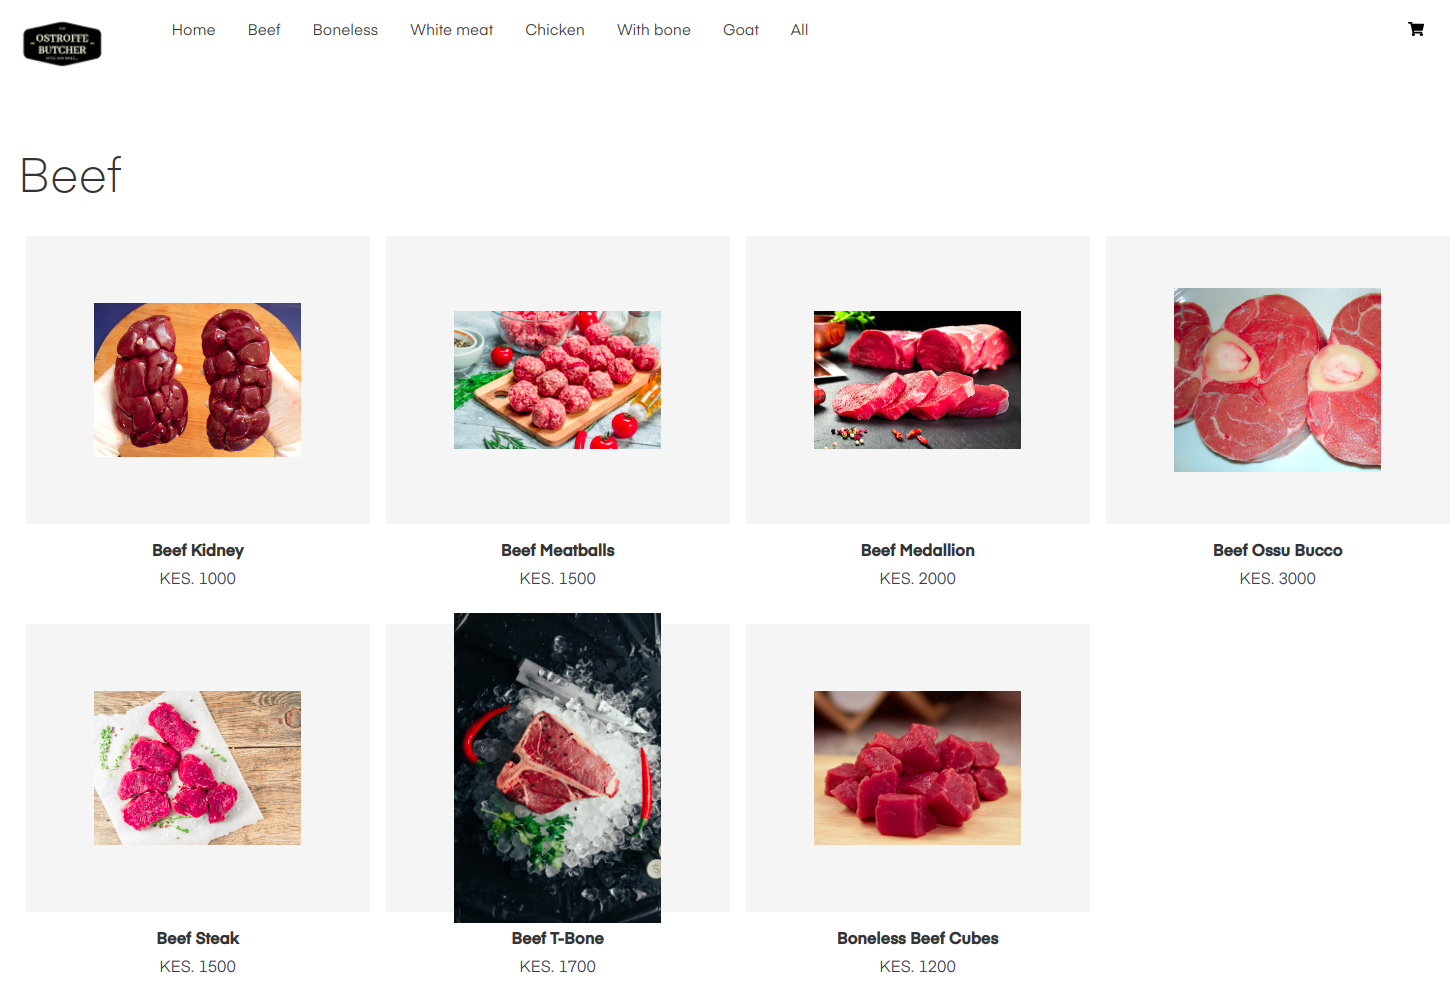 OSTROFFE
BUTCHER
Home Beef Boneless White meat Chicken With bone Goat All
Beef
Beef Kidney Beef Meatballs Beef Medallion Beef Ossu Bucco
KES. 1000 KES. 1500 KES. 2000 KES. 3000
Beef Steak Beef T-Bone Boneless Beef Cubes
KES. 1500 KES. 1700 KES. 1200